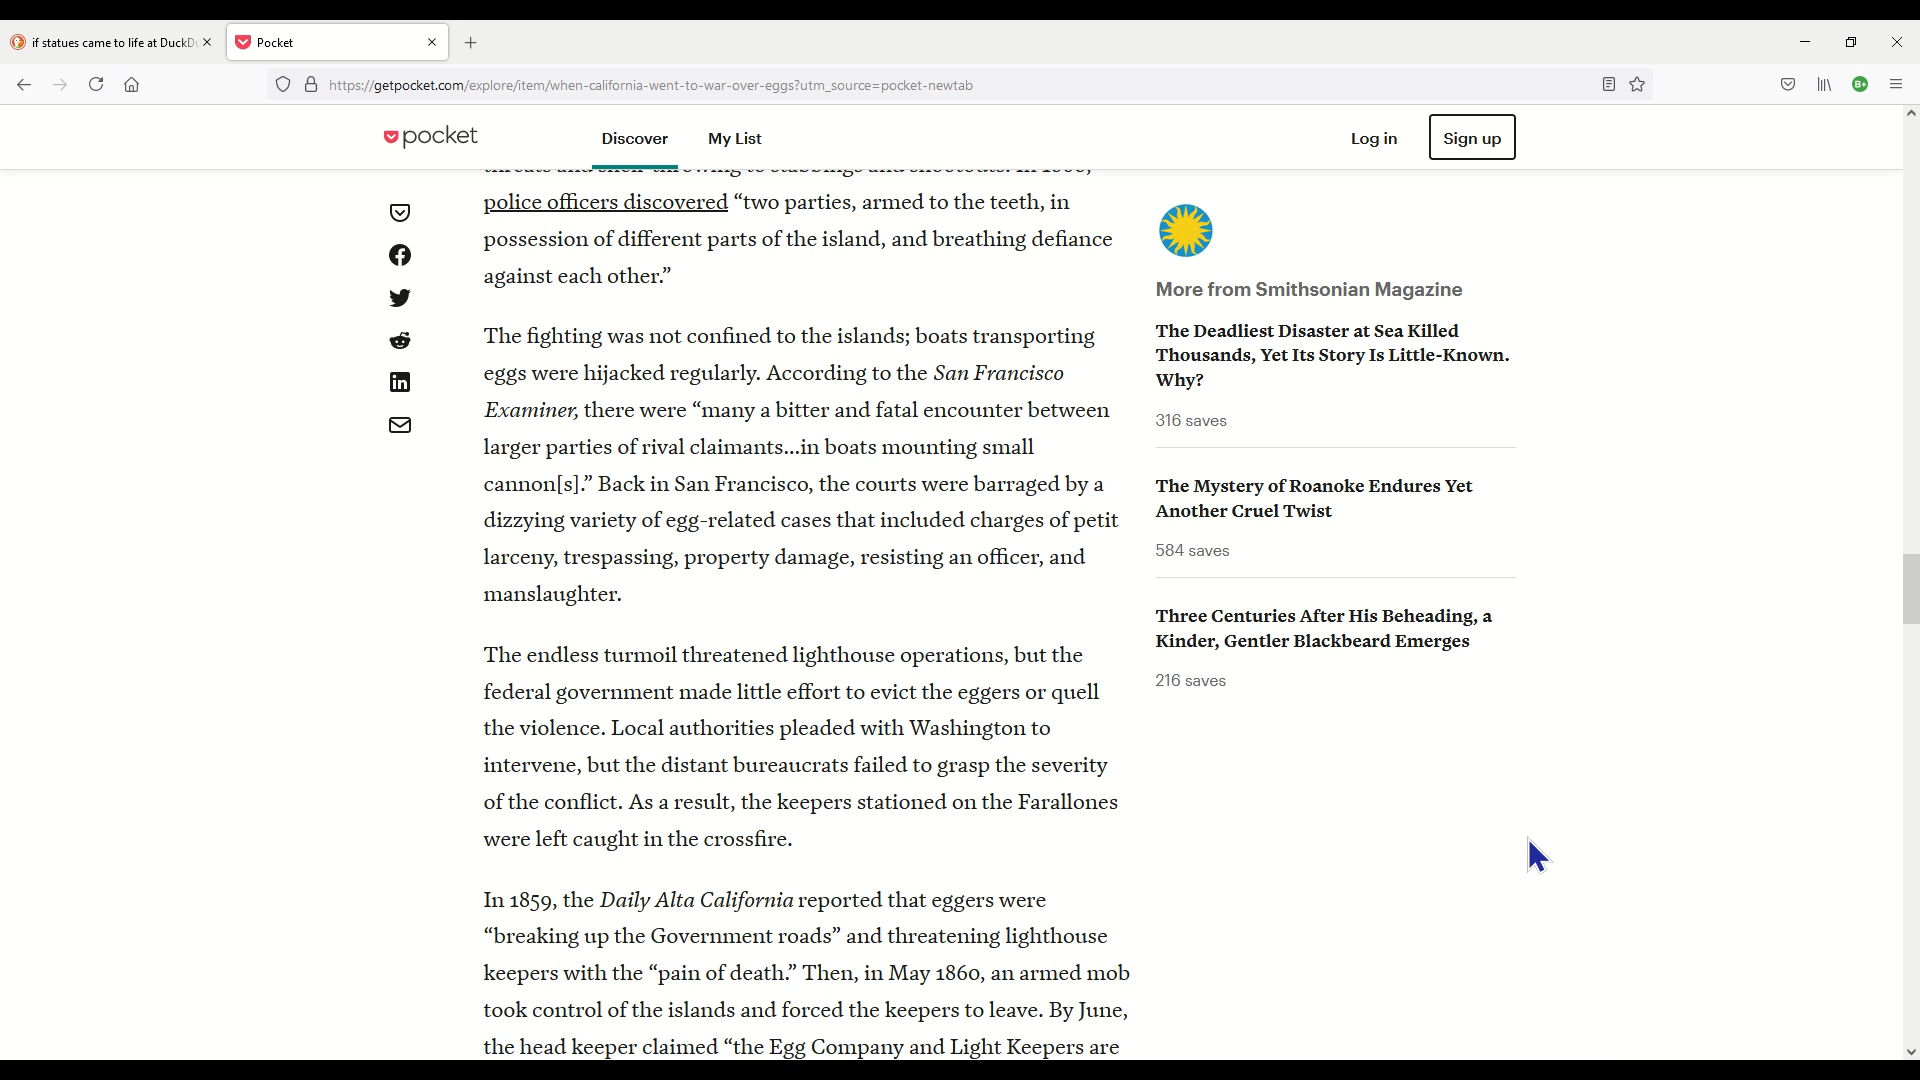 if statues came to life at DuckD
Pocket
https://getpocket.com/explore/item/when-california-went-to-war-over-eggs?utm_source=pocket-newtab
pocket
Discover
My List
Log in
Sign up
police officers discovered “two parties, armed to the teeth, in
possession of different parts of the island, and breathing defiance
against each other.”
The fighting was not confined to the islands; boats transporting
eggs were hijacked regularly. According to the San Francisco
Examiner, there were “many a bitter and fatal encounter between
larger parties of rival claimants...in boats mounting small
cannon[s].” Back in San Francisco, the courts were barraged by a
dizzying variety of egg-related cases that included charges of petit
larceny, trespassing, property damage, resisting an officer, and
manslaughter.
The endless turmoil threatened lighthouse operations, but the
federal government made little effort to evict the eggers or quell
the violence. Local authorities pleaded with Washington to
intervene, but the distant bureaucrats failed to grasp the severity
of the conflict. As a result, the keepers stationed on the Farallones
were left caught in the crossfire.
In 1859, the Daily Alta California reported that eggers were
“breaking up the Government roads” and threatening lighthouse
keepers with the “pain of death.” Then, in May 1860, an armed mob
took control of the islands and forced the keepers to leave. By June,
the head keeper claimed “the Egg Company and Light Keepers are
More from Smithsonian Magazine
The Deadliest Disaster at Sea Killed
Thousands, Yet Its Story Is Little-Known.
Why?
316 saves
The Mystery of Roanoke Endures Yet
Another Cruel Twist
584 saves
Three Centuries After His Beheading, a
Kinder, Gentler Blackbeard Emerges
216 saves